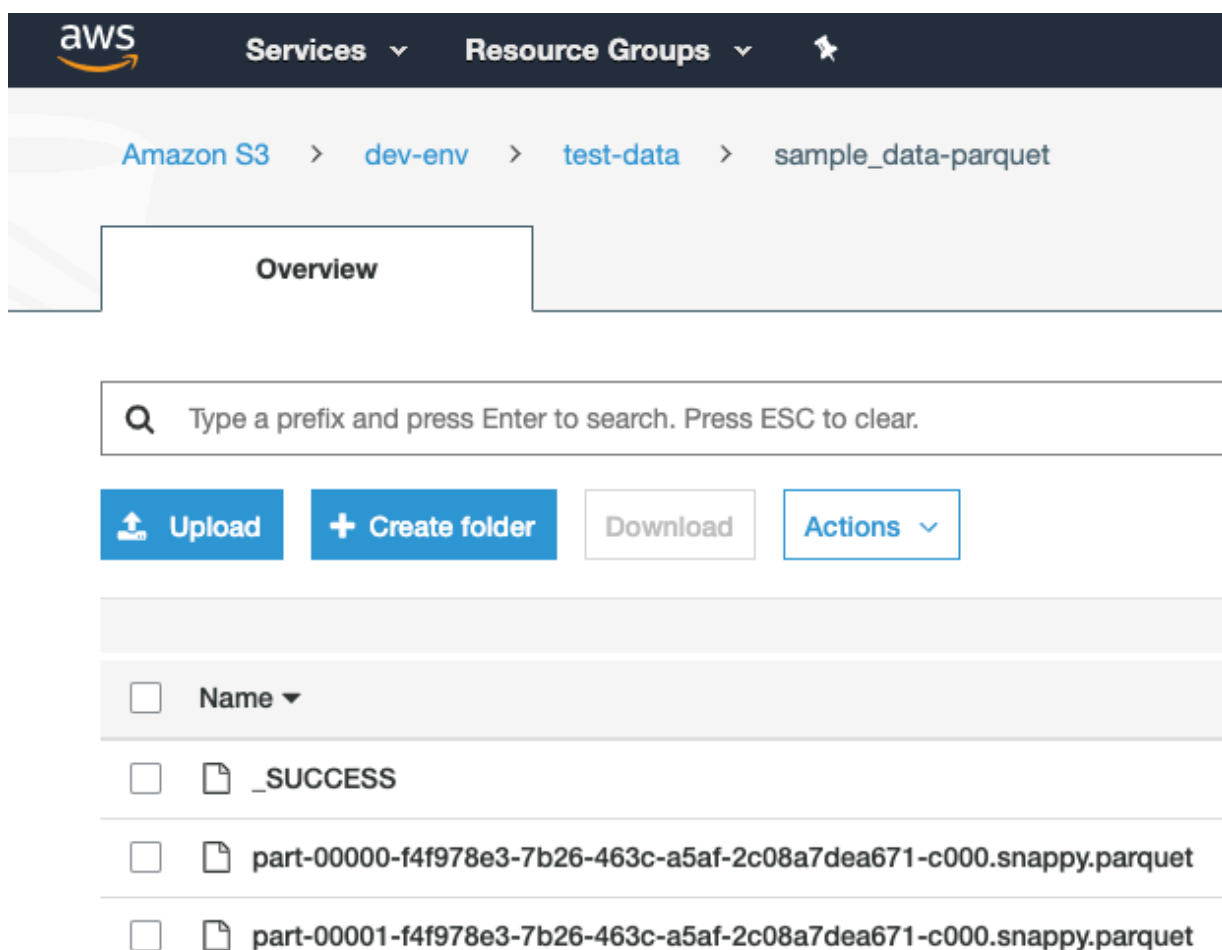 aws Services Resource Groups
Amazon S3 > dev-env > test-data > sample_data-parquet
Overview
Type a prefix and press Enter to search. Press ESC to clear.
Upload + Create folder Download Actions
Name
_SUCCESS
part-00000-f4f978e3-7b26-463c-a5af-2c08a7dea671-c000.snappy.parquet
part-00001-f4f978e3-7b26-463c-a5af-2c08a7dea671-c000.snappy.parquet